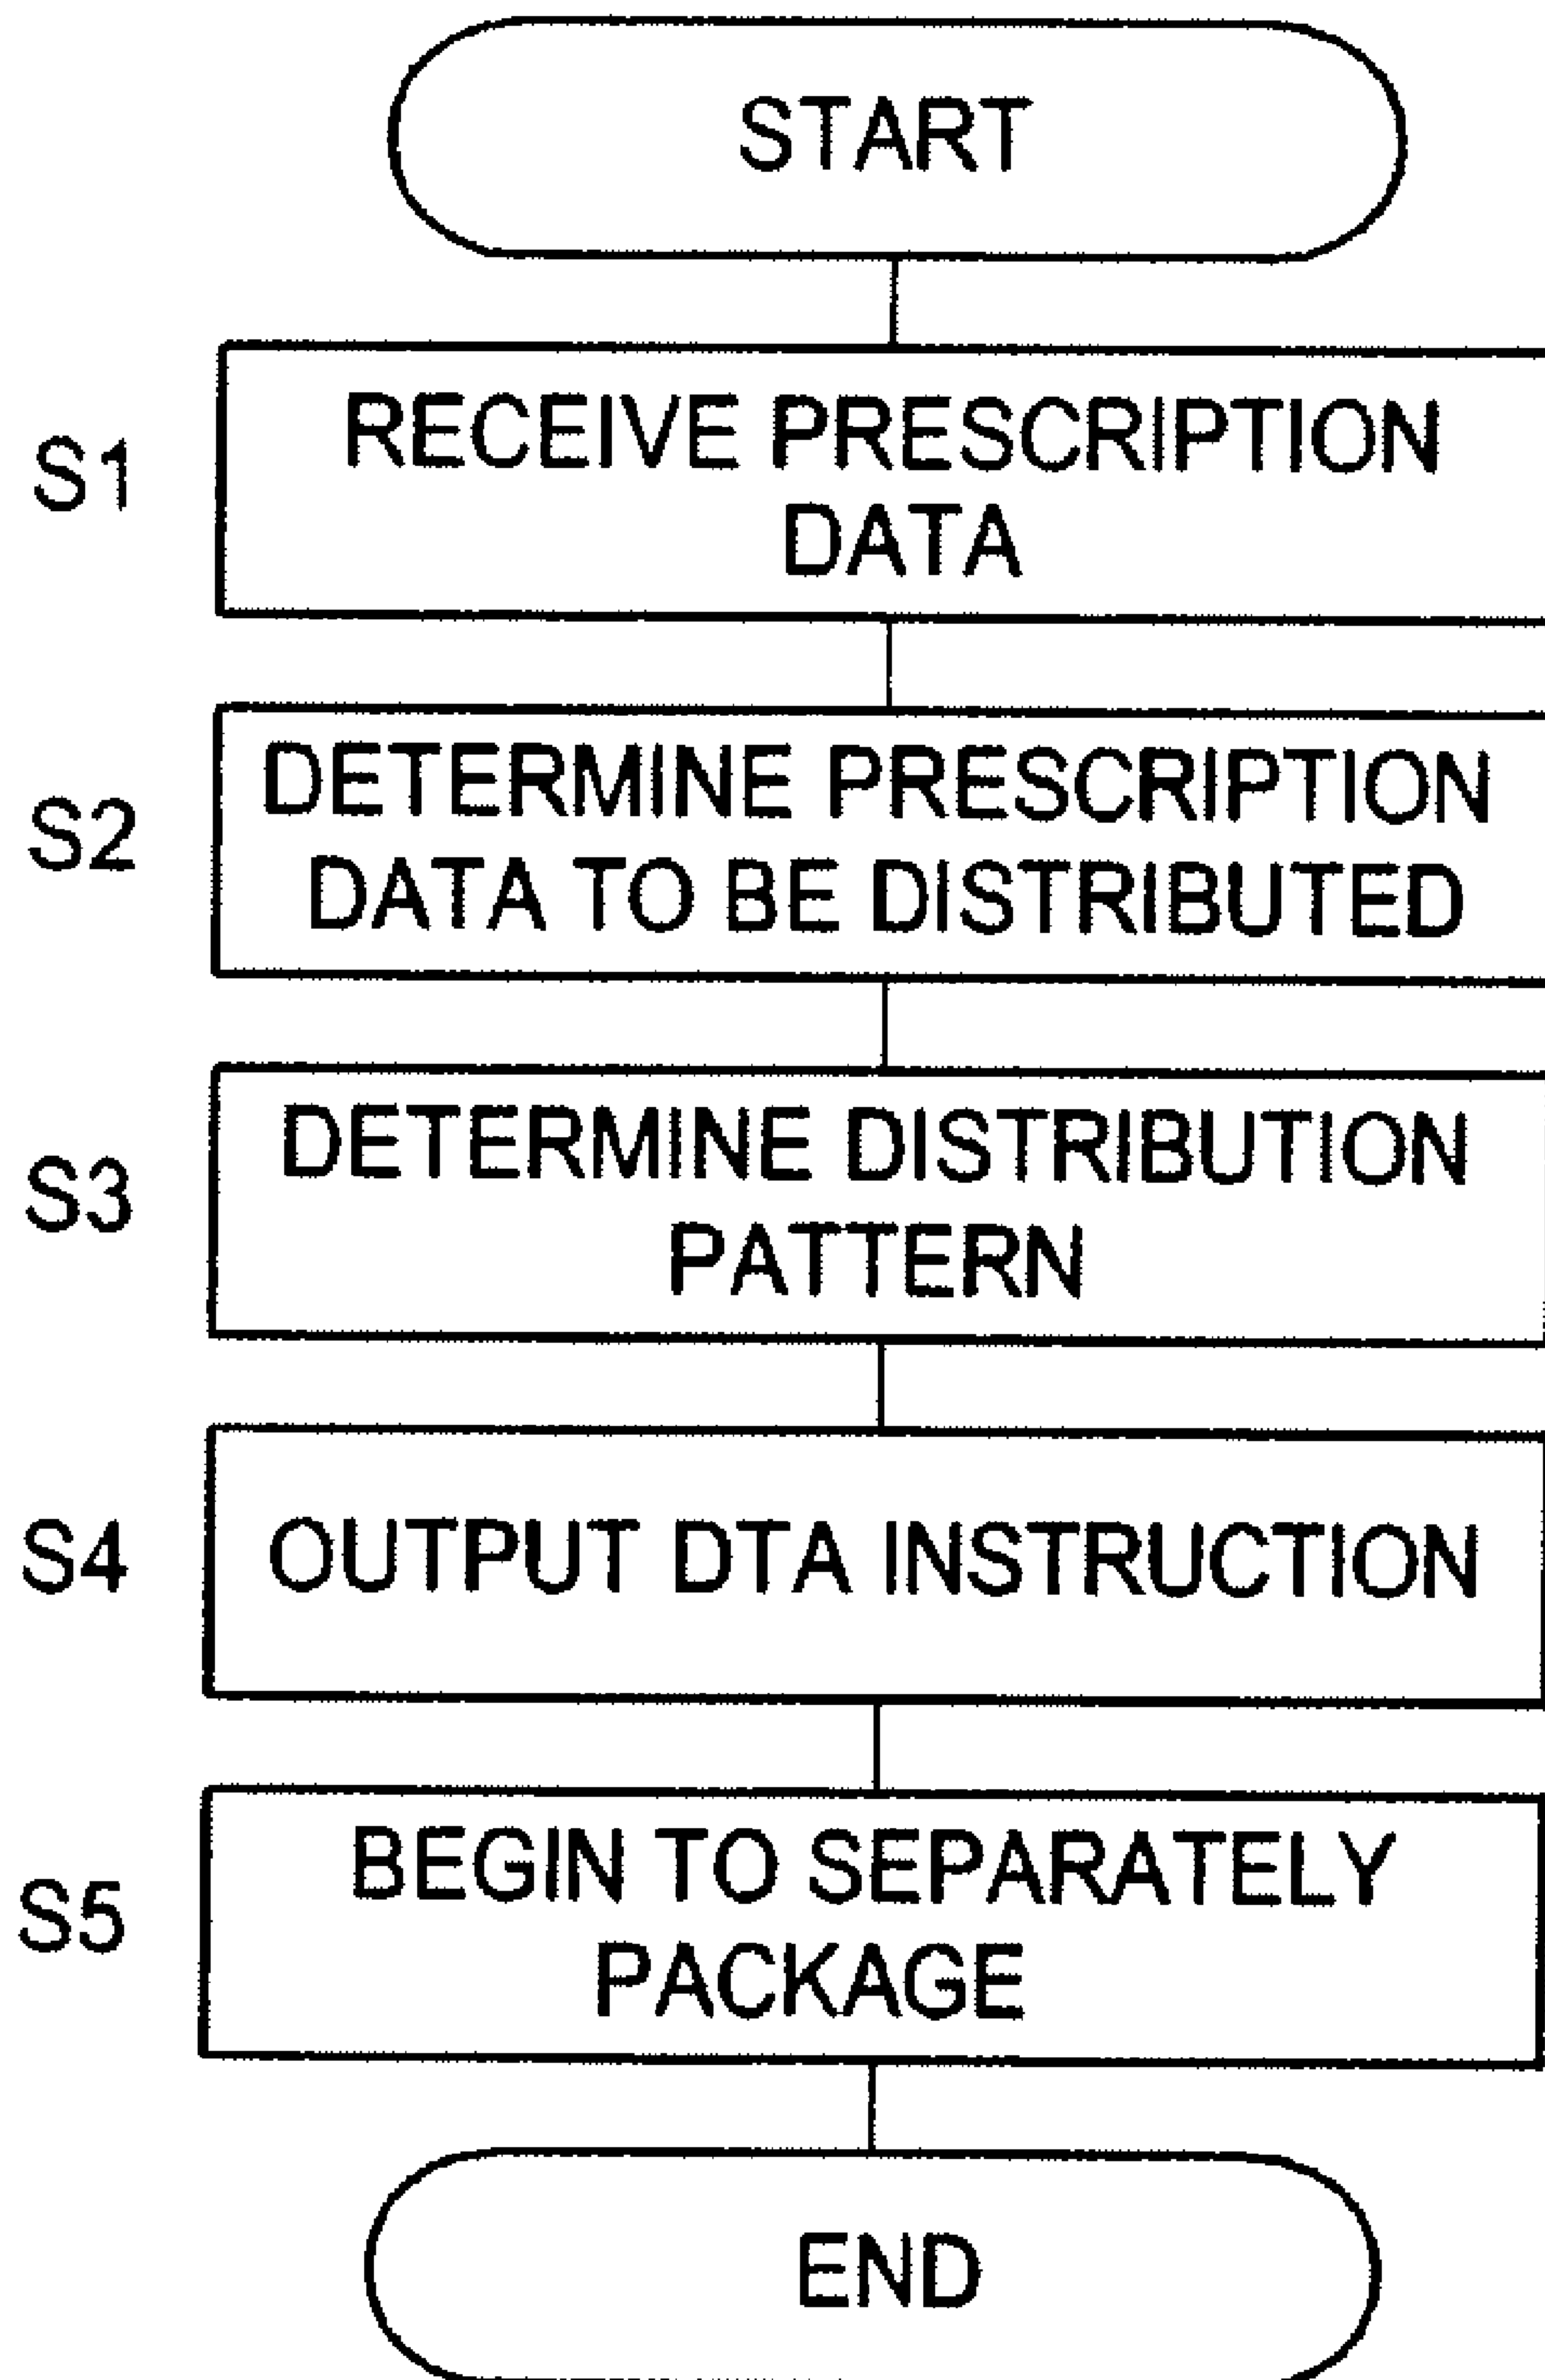 START
S1
RECEIVE PRESCRIPTION
DATA
S2
DETERMINE PRESCRIPTION
DATA TO BE DISTRIBUTED
S3
DETERMINE DISTRIBUTION
PATTERN
S4
OUTPUT DTA INSTRUCTION
S5
BEGIN TO SEPARATELY
PACKAGE
END